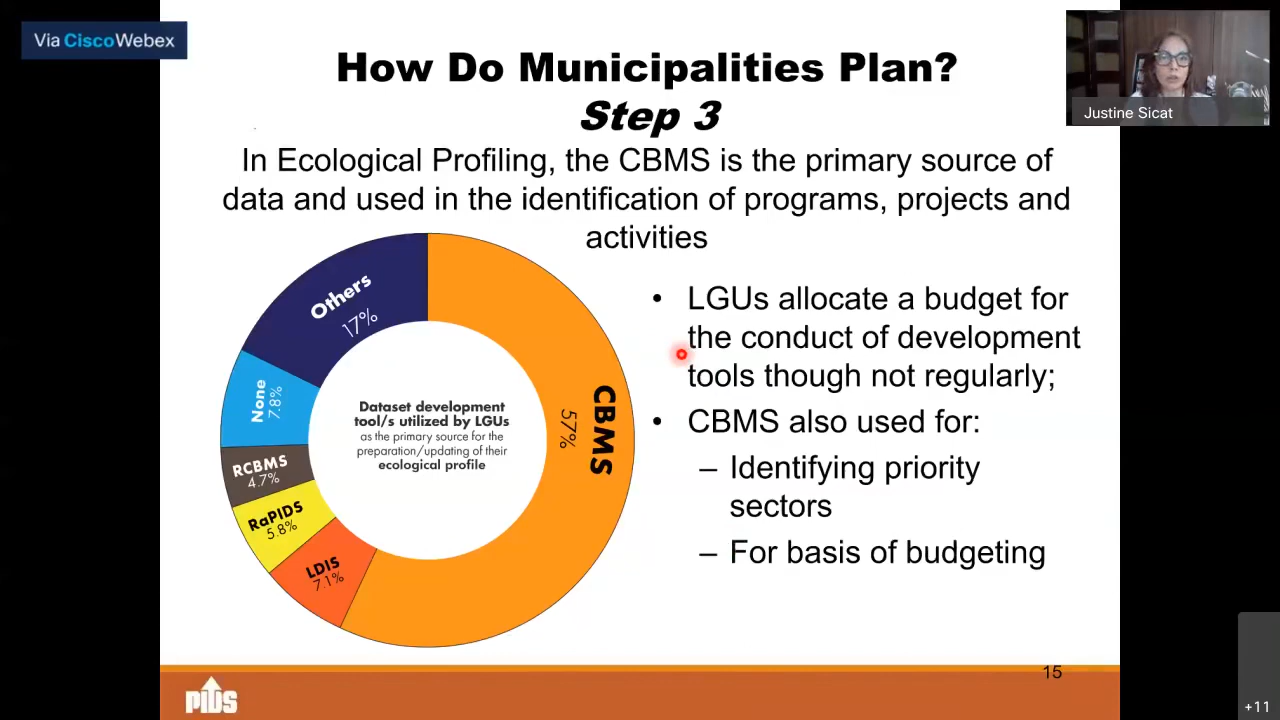 Via CiscoWebex
How Do Municipalities Plan?
Step 3
Justine Sicat
In Ecological Profiling, the CBMS is the primary source of
data and used in the identification of programs, projects and
activities
Others
17%
None
7.8%
RCBMS
4.7%
RaPIDS
5.8%
LDIS
7.1%
CBMS
57%
Dataset development
tool/s utilized by LGUs
as the primary source for the
preparation/updating of their
ecological profile
• LGUs allocate a budget for
the conduct of development
tools though not regularly;
• CBMS also used for:
– Identifying priority
sectors
– For basis of budgeting
15
PIDS
+11